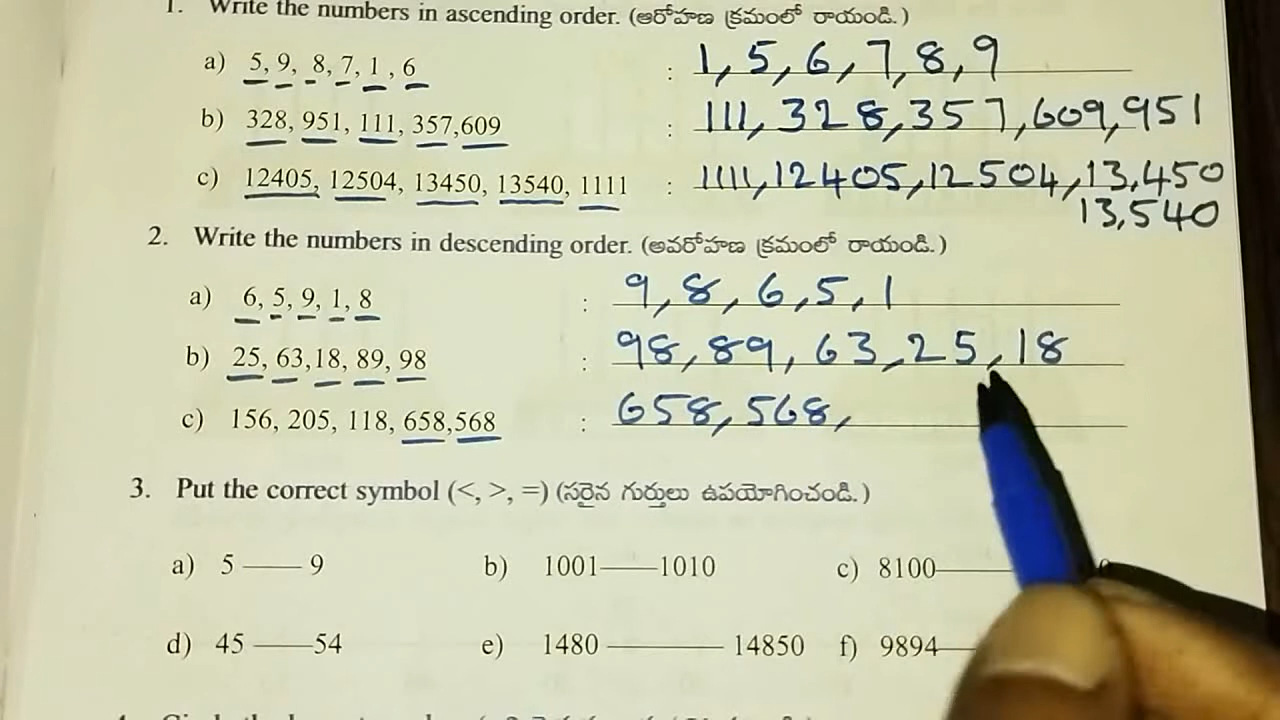 1. Write the numbers in ascending order. (ఆరోహణ క్రమంలో రాయండి.)
a) 5, 9, 8, 7, 1 , 6 : 1, 5, 6, 7, 8, 9
b) 328, 951, 111, 357,609 : 111, 328, 357, 609, 951
c) 12405, 12504, 13450, 13540, 1111 : 1111, 12405, 12504, 13,450
13,540
2. Write the numbers in descending order. (అవరోహణ క్రమంలో రాయండి.)
a) 6, 5, 9, 1, 8 : 9, 8, 6, 5, 1
b) 25, 63, 18, 89, 98 : 98, 89, 63, 25, 18
c) 156, 205, 118, 658,568 : 658, 568,
3. Put the correct symbol (<, >, =) (సరైన గుర్తులు ఉపయోగించండి.)
a) 5 —— 9 b) 1001——1010 c) 8100——
d) 45 ——54 e) 1480 ———— 14850 f) 9894——